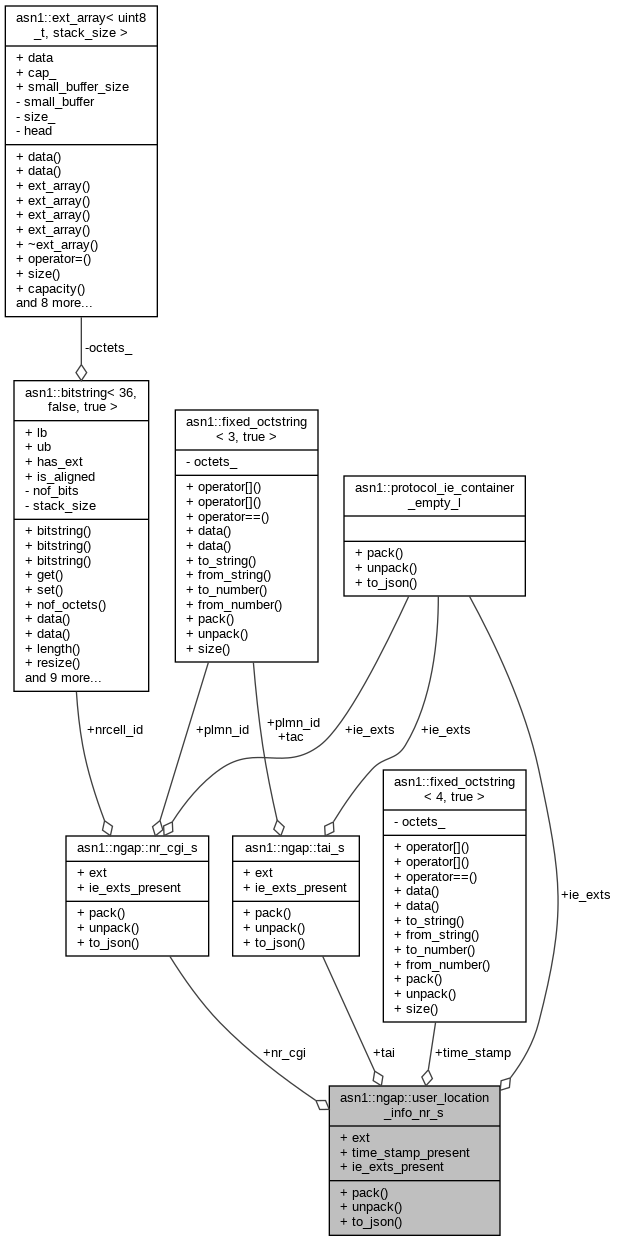 asn1::ext_array< uint8
_t, stack_size >
+ data
+ cap_
+ small_buffer_size
- small_buffer
- size_
- head
+ data()
+ data()
+ ext_array()
+ ext_array()
+ ext_array()
+ ext_array()
+ ~ext_array()
+ operator=()
+ size()
+ capacity()
and 8 more...
-octets_
asn1::bitstring< 36,
false, true >
+ lb
+ ub
+ has_ext
+ is_aligned
- nof_bits
- stack_size
+ bitstring()
+ bitstring()
+ bitstring()
+ get()
+ set()
+ nof_octets()
+ data()
+ data()
+ length()
+ resize()
and 9 more...
asn1::fixed_octstring
< 3, true >
- octets_
+ operator[]()
+ operator[]()
+ operator==()
+ data()
+ data()
+ to_string()
+ from_string()
+ to_number()
+ from_number()
+ pack()
+ unpack()
+ size()
asn1::protocol_ie_container
_empty_l
+ pack()
+ unpack()
+ to_json()
+nrcell_id
+plmn_id
+plmn_id
+tac
+ie_exts
+ie_exts
asn1::fixed_octstring
< 4, true >
- octets_
+ operator[]()
+ operator[]()
+ operator==()
+ data()
+ data()
+ to_string()
+ from_string()
+ to_number()
+ from_number()
+ pack()
+ unpack()
+ size()
asn1::ngap::nr_cgi_s
+ ext
+ ie_exts_present
+ pack()
+ unpack()
+ to_json()
asn1::ngap::tai_s
+ ext
+ ie_exts_present
+ pack()
+ unpack()
+ to_json()
+ie_exts
+nr_cgi
+tai
+time_stamp
asn1::ngap::user_location
_info_nr_s
+ ext
+ time_stamp_present
+ ie_exts_present
+ pack()
+ unpack()
+ to_json()